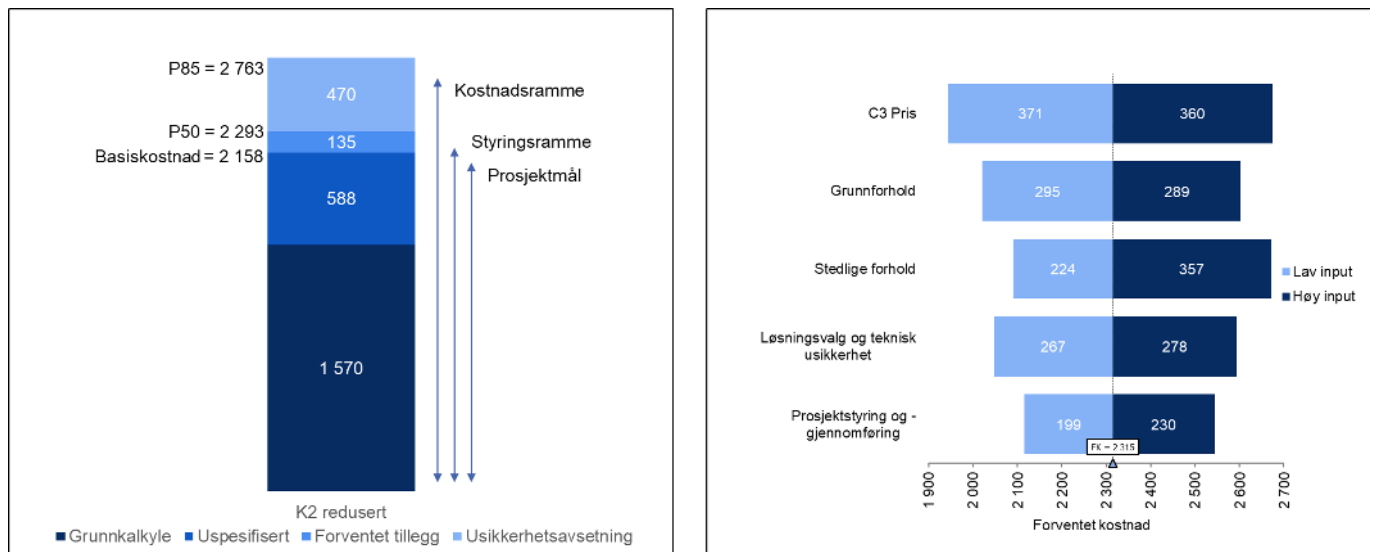 P85 = 2 763
470
Kostnadsramme
P50 = 2 293
135
Styringsramme
Basiskostnad = 2 158
Prosjektmål
588
1 570
K2 redusert
Grunnkalkyle
Uspesifisert
Forventet tillegg
Usikkerhetsavsetning
C3 Pris
371
360
Grunnforhold
295
289
Stedlige forhold
224
357
Lav input
Høy input
Løsningsvalg og teknisk
usikkerhet
267
278
Prosjektstyring og -
gjennomføring
199
230
FK = 2 315
1 900
2 000
2 100
2 200
2 300
2 400
2 500
2 600
2 700
Forventet kostnad